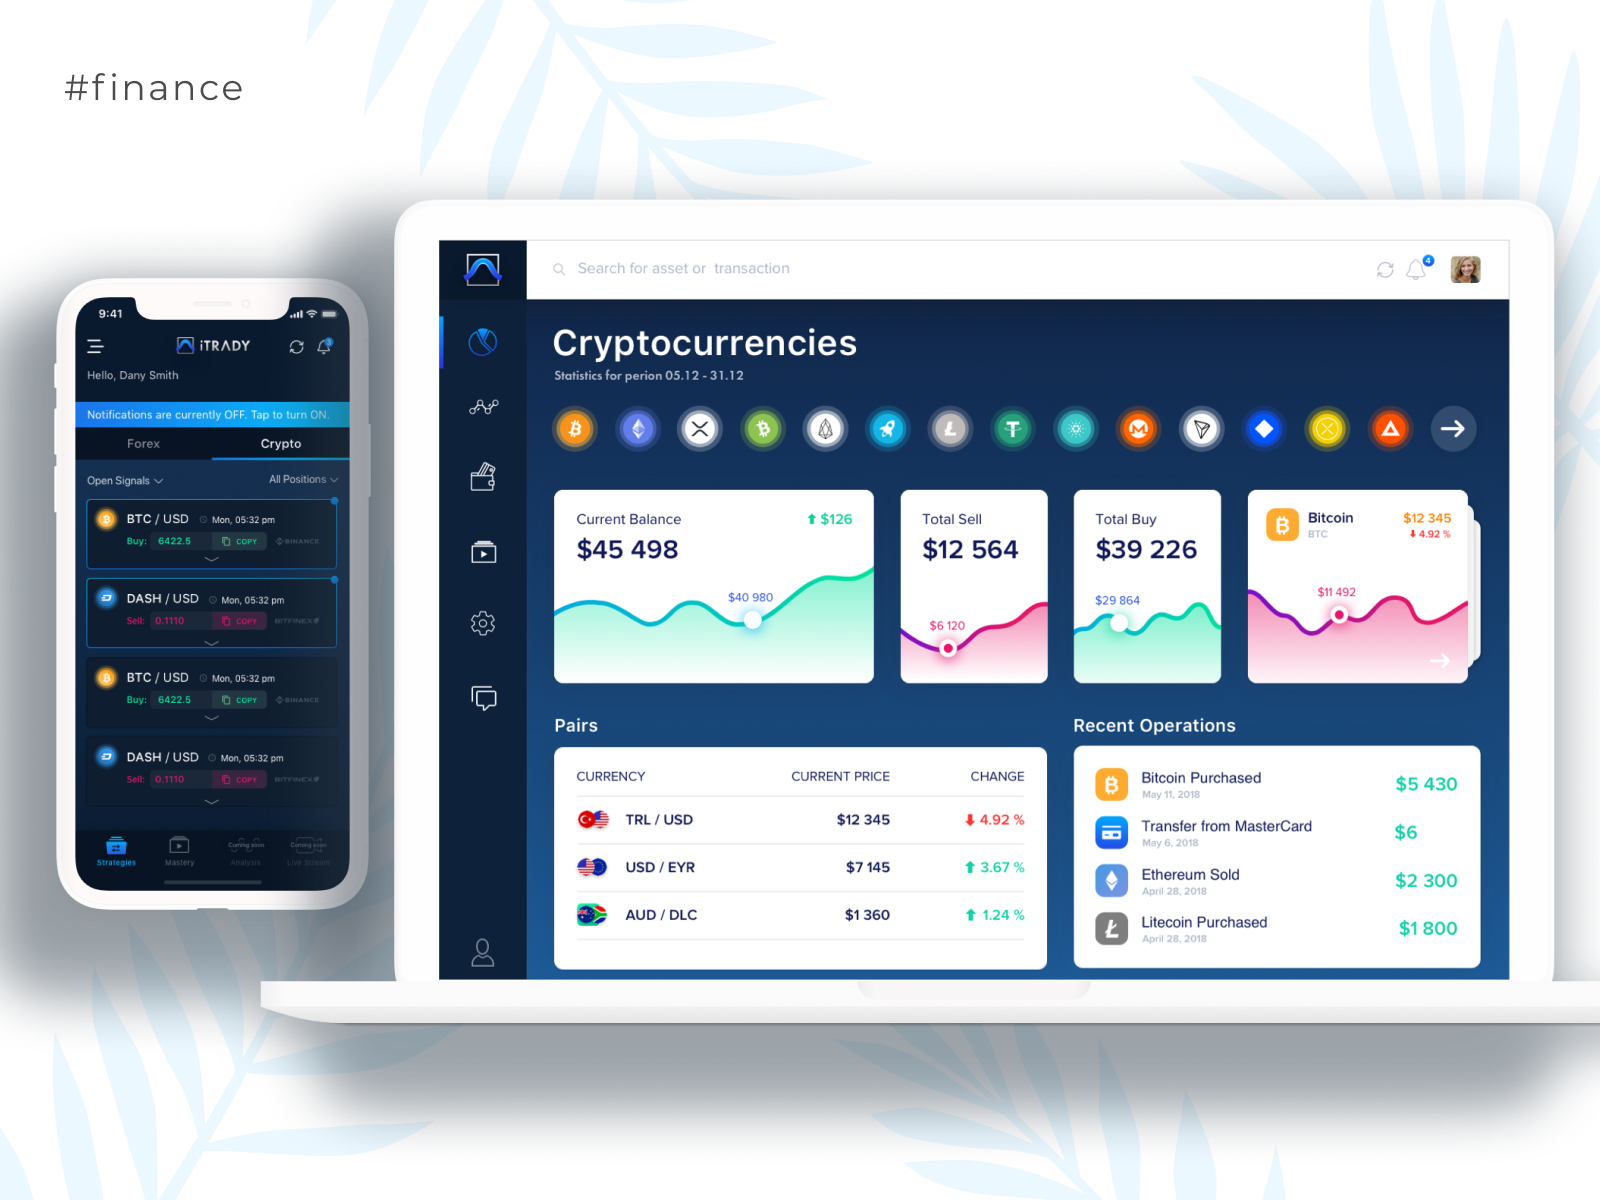 #finance
9:41
iTRADY
Hello, Dany Smith
Notifications are currently OFF. Tap to turn ON.
Forex Crypto
Open Signals All Positions
BTC / USD Mon, 05:32 pm
Buy: 6422.5 COPY BINANCE
DASH / USD Mon, 05:32 pm
Sell: 0.1110 COPY BITFINEX
BTC / USD Mon, 05:32 pm
Buy: 6422.5 COPY BINANCE
DASH / USD Mon, 05:32 pm
Sell: 0.1110 COPY BITFINEX
Coming soon Coming soon
Strategies Mastery Analysis Live Stream
Search for asset or transaction
4
Cryptocurrencies
Statistics for perion 05.12 - 31.12
Current Balance $126
$45 498
$40 980
Total Sell
$12 564
$6 120
Total Buy
$39 226
$29 864
Bitcoin $12 345
BTC 4.92 %
$11 492
Pairs
CURRENCY CURRENT PRICE CHANGE
TRL / USD $12 345 4.92 %
USD / EYR $7 145 3.67 %
AUD / DLC $1 360 1.24 %
Recent Operations
Bitcoin Purchased $5 430
May 11, 2018
Transfer from MasterCard $6
May 6, 2018
Ethereum Sold $2 300
April 28, 2018
Litecoin Purchased $1 800
April 28, 2018